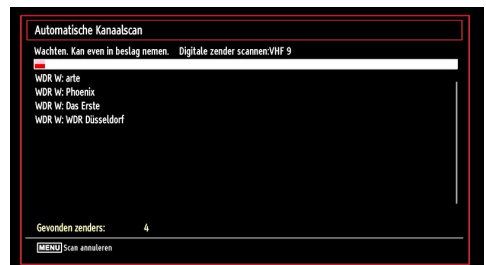 Automatische Kanaalscan
Wachten. Kan even in beslag nemen. Digitale zender scannen:VHF 9
WDR W: arte
WDR W: Phoenix
WDR W: Das Erste
WDR W: WDR Düsseldorf
Gevonden zenders: 4
MENU Scan annuleren